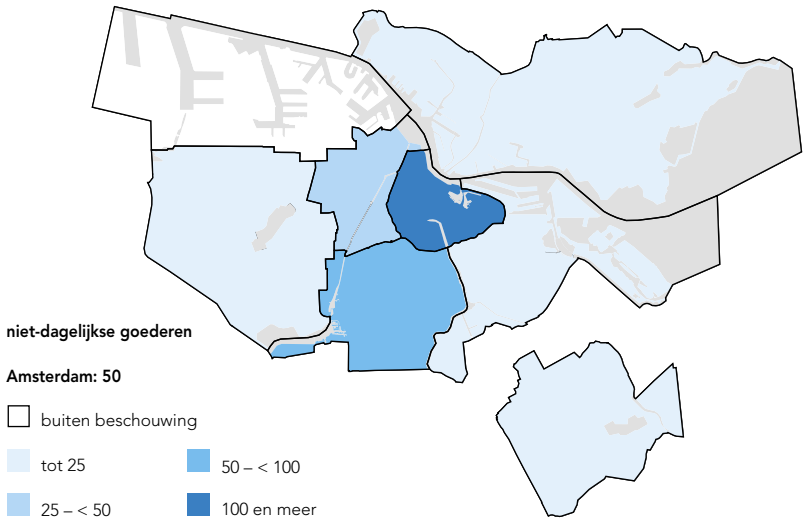 niet-dagelijkse goederen
Amsterdam: 50
buiten beschouwing
tot 25
50 – < 100
25 – < 50
100 en meer